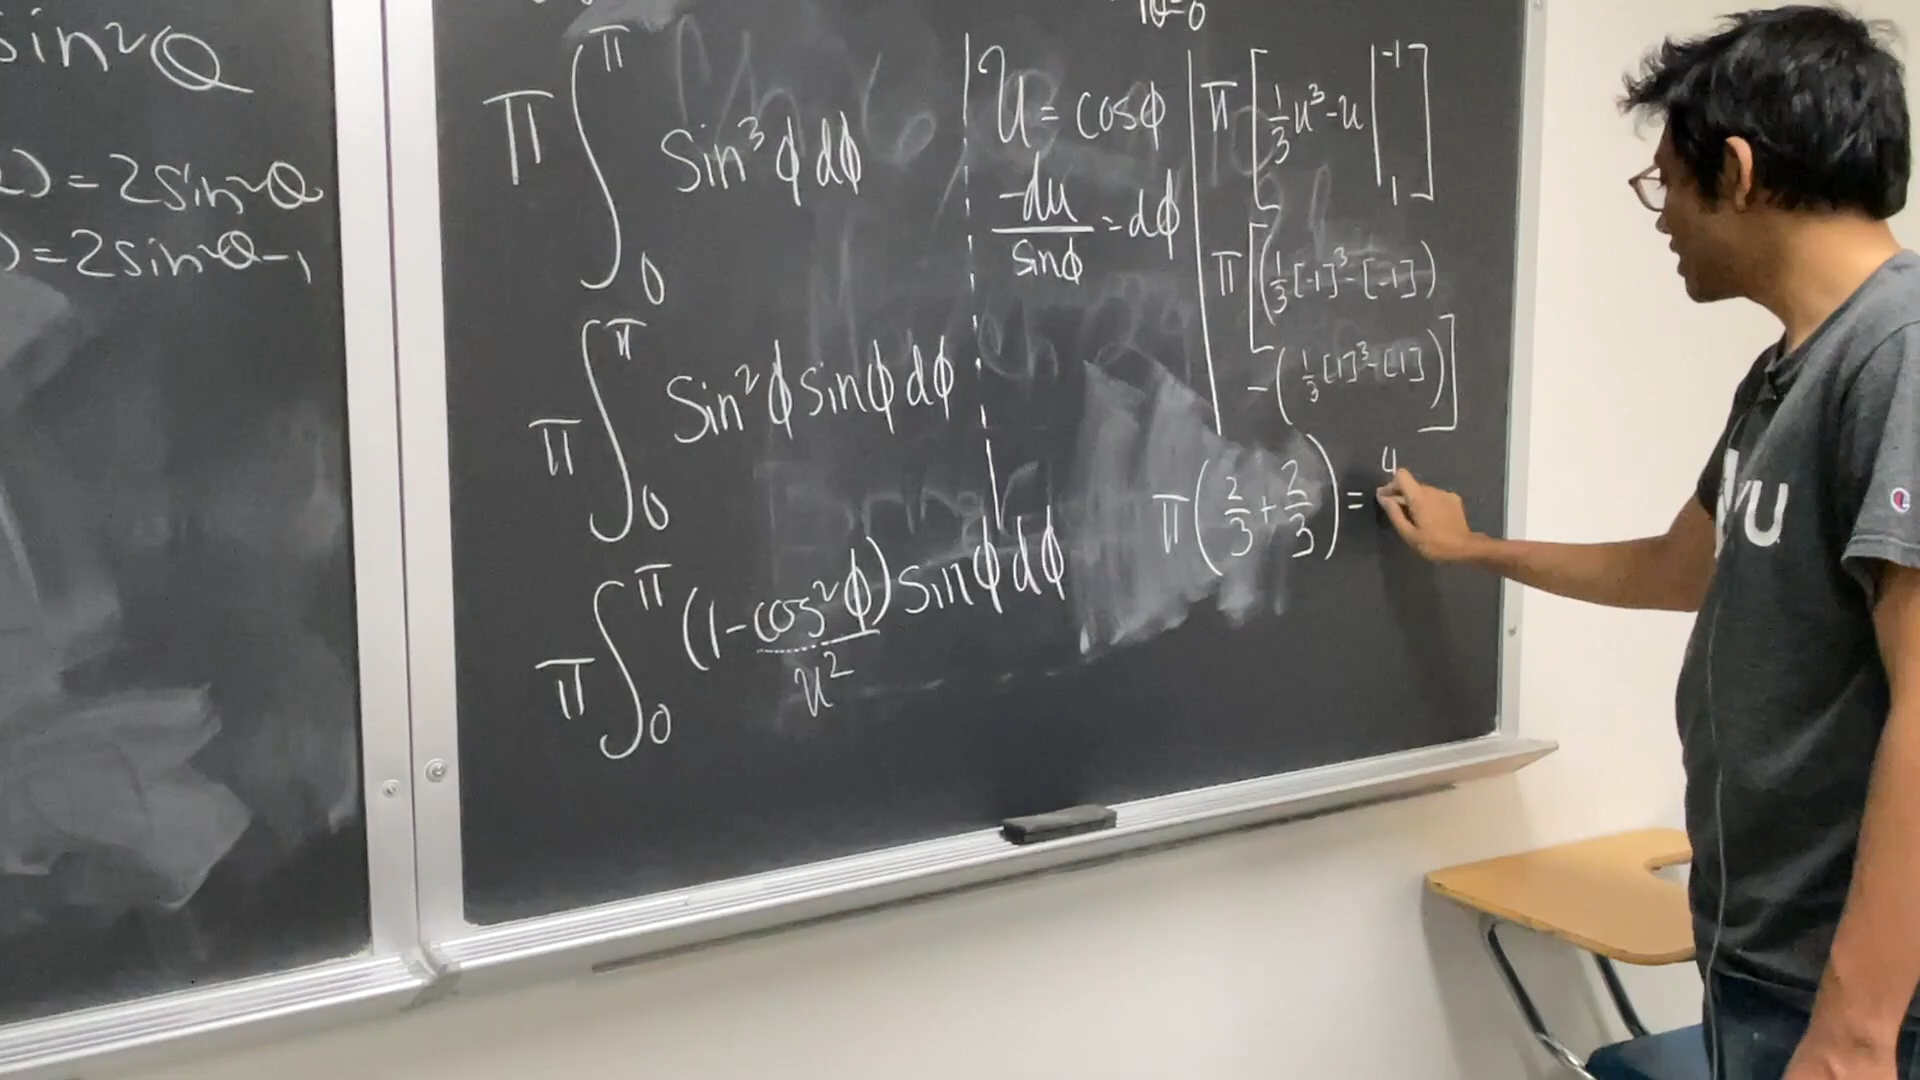 sin²θ
) = 2sin²θ
) = 2sin²θ-1
π∫₀^π sin³φ dφ
π∫₀^π sin²φ sinφ dφ
π∫₀^π (1-cos²φ) sinφ dφ
u²
u = cosφ
-du/sinφ = dφ
=0
π[1/3 u³-u |₁^-1]
π[(1/3[-1]³-[-1])
-(1/3[1]³-[1])]
π(2/3+2/3) = 4